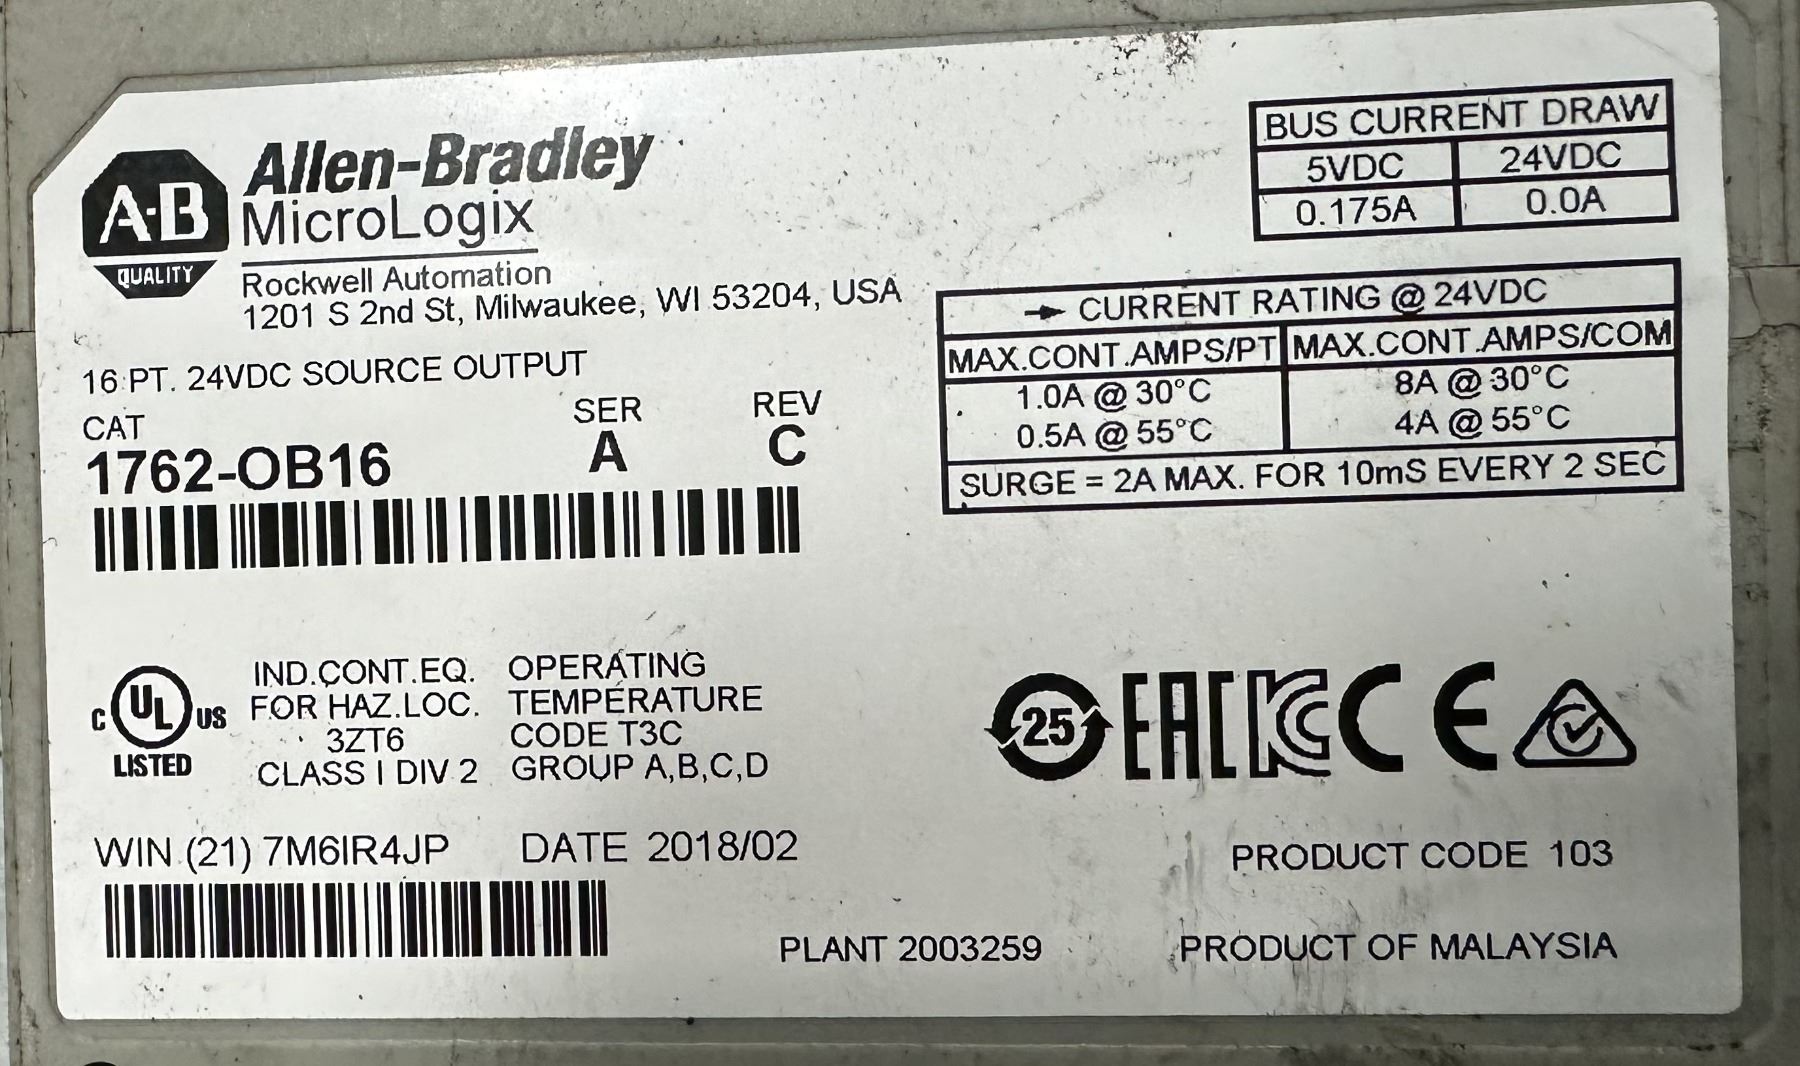 A-B
QUALITY
Allen-Bradley
MicroLogix
Rockwell Automation
1201 S 2nd St, Milwaukee, WI 53204, USA
16 PT. 24VDC SOURCE OUTPUT
CAT SER REV
1762-OB16 A C
BUS CURRENT DRAW
5VDC 24VDC
0.175A 0.0A
CURRENT RATING @ 24VDC
MAX.CONT.AMPS/PT MAX.CONT.AMPS/COM
1.0A @ 30°C 8A @ 30°C
0.5A @ 55°C 4A @ 55°C
SURGE = 2A MAX. FOR 10mS EVERY 2 SEC
C UL US
LISTED
IND.CONT.EQ.
FOR HAZ.LOC.
3ZT6
CLASS I DIV 2
OPERATING
TEMPERATURE
CODE T3C
GROUP A,B,C,D
25 EAC KC CE
WIN (21) 7M6IR4JP DATE 2018/02
PRODUCT CODE 103
PLANT 2003259
PRODUCT OF MALAYSIA